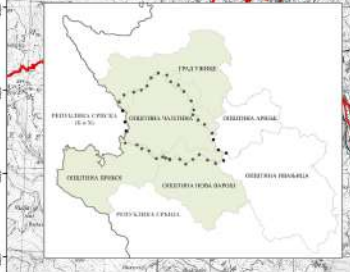 ГРАД УЖИЦЕ
РЕПУБЛИКА СРПСКА
(БиХ)
ОПШТИНА ЧАЈЕТИНА
ОПШТИНА АРИЉЕ
ОПШТИНА ИВАЊИЦА
ОПШТИНА ПРИБОЈ
ОПШТИНА НОВА ВАРОШ
РЕПУБЛИКА СРБИЈА